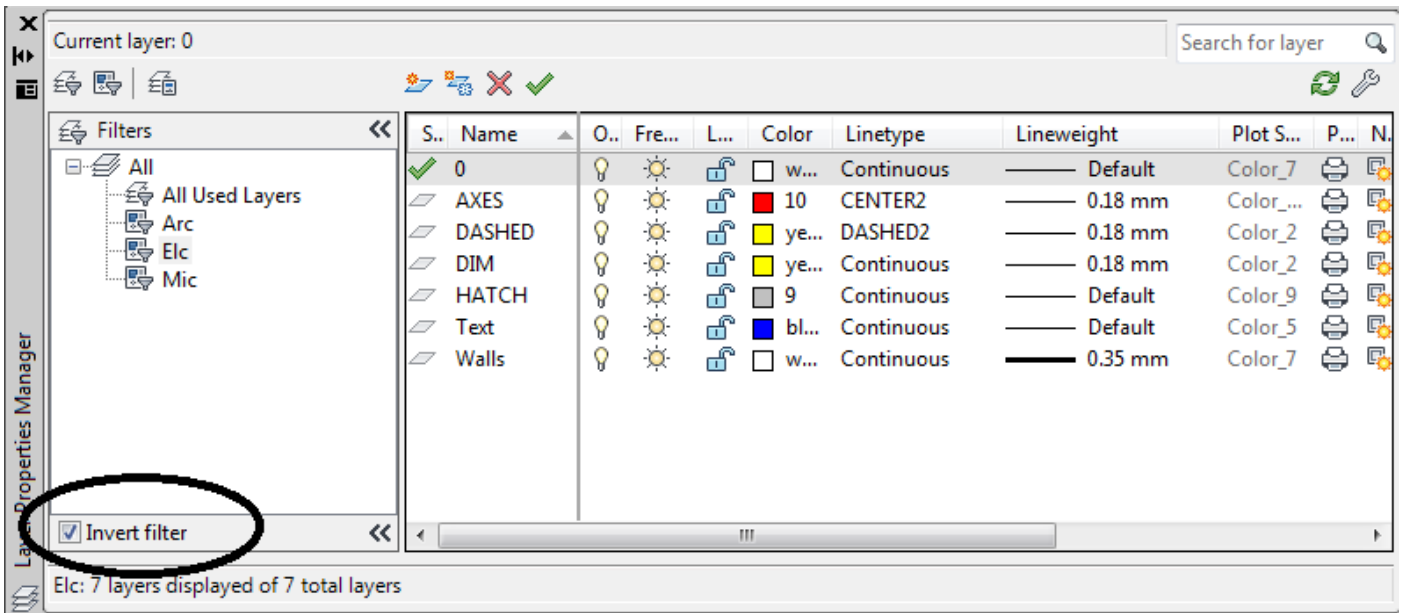 Current layer: 0
Search for layer
Filters
S.. Name O.. Fre... L... Color Linetype Lineweight Plot S... P... N.
All
All Used Layers
Arc
Elc
Mic
0 w... Continuous Default Color_7
AXES 10 CENTER2 0.18 mm Color_...
DASHED ye... DASHED2 0.18 mm Color_2
DIM ye... Continuous 0.18 mm Color_2
HATCH 9 Continuous Default Color_9
Text bl... Continuous Default Color_5
Walls w... Continuous 0.35 mm Color_7
Layer Properties Manager
Invert filter
Elc: 7 layers displayed of 7 total layers